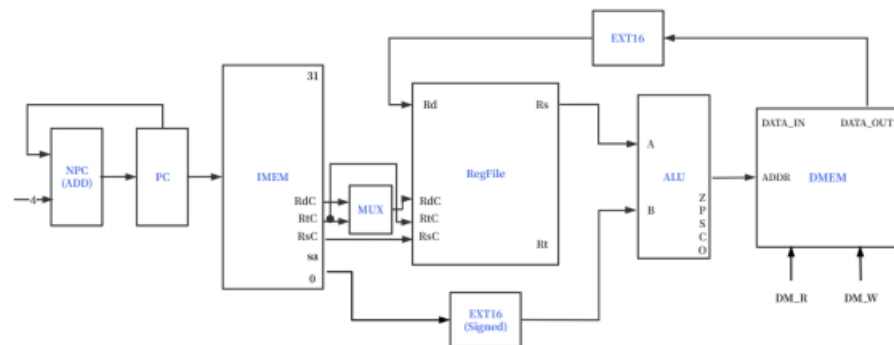 EXT16
31
Rd
Rs
DATA_IN
DATA_OUT
NPC
(ADD)
PC
IMEM
RegFile
A
ALU
ADDR
DMEM
4
RdC
RtC
RsC
sa
0
MUX
RdC
RtC
RsC
Rt
B
Z
P
S
C
O
EXT16
(Signed)
DM_R
DM_W